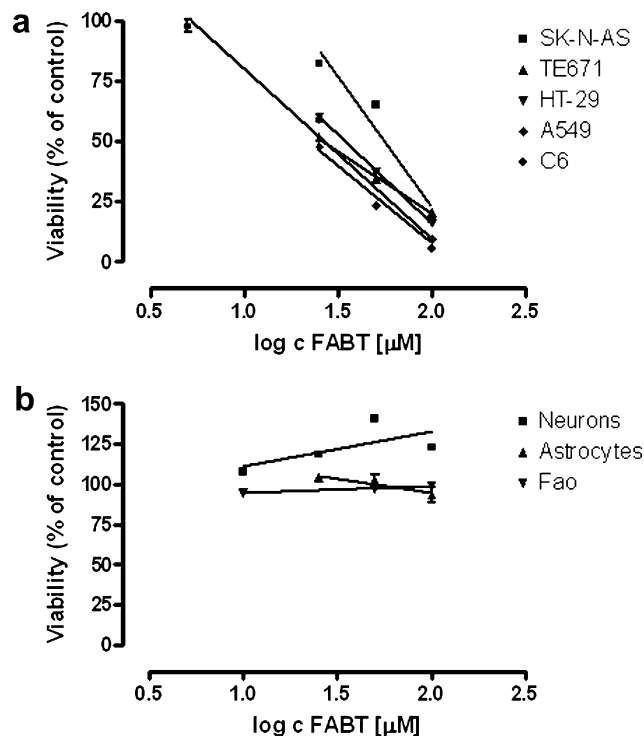 a
100
75
50
25
0
Viability (% of control)
0.5 1.0 1.5 2.0 2.5
log c FABT [µM]
SK-N-AS
TE671
HT-29
A549
C6
b
150
125
100
75
50
25
0
Viability (% of control)
0.5 1.0 1.5 2.0 2.5
log c FABT [µM]
Neurons
Astrocytes
Fao